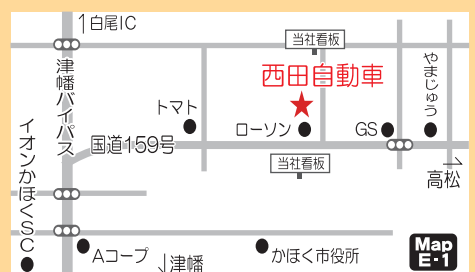 白尾IC
当社看板
西田自動車
やまじゅう
津幡バイパス
トマト
ローソン
GS
国道159号
当社看板
高松
イオンかほくSC
Aコープ
津幡
かほく市役所
Map
E-1